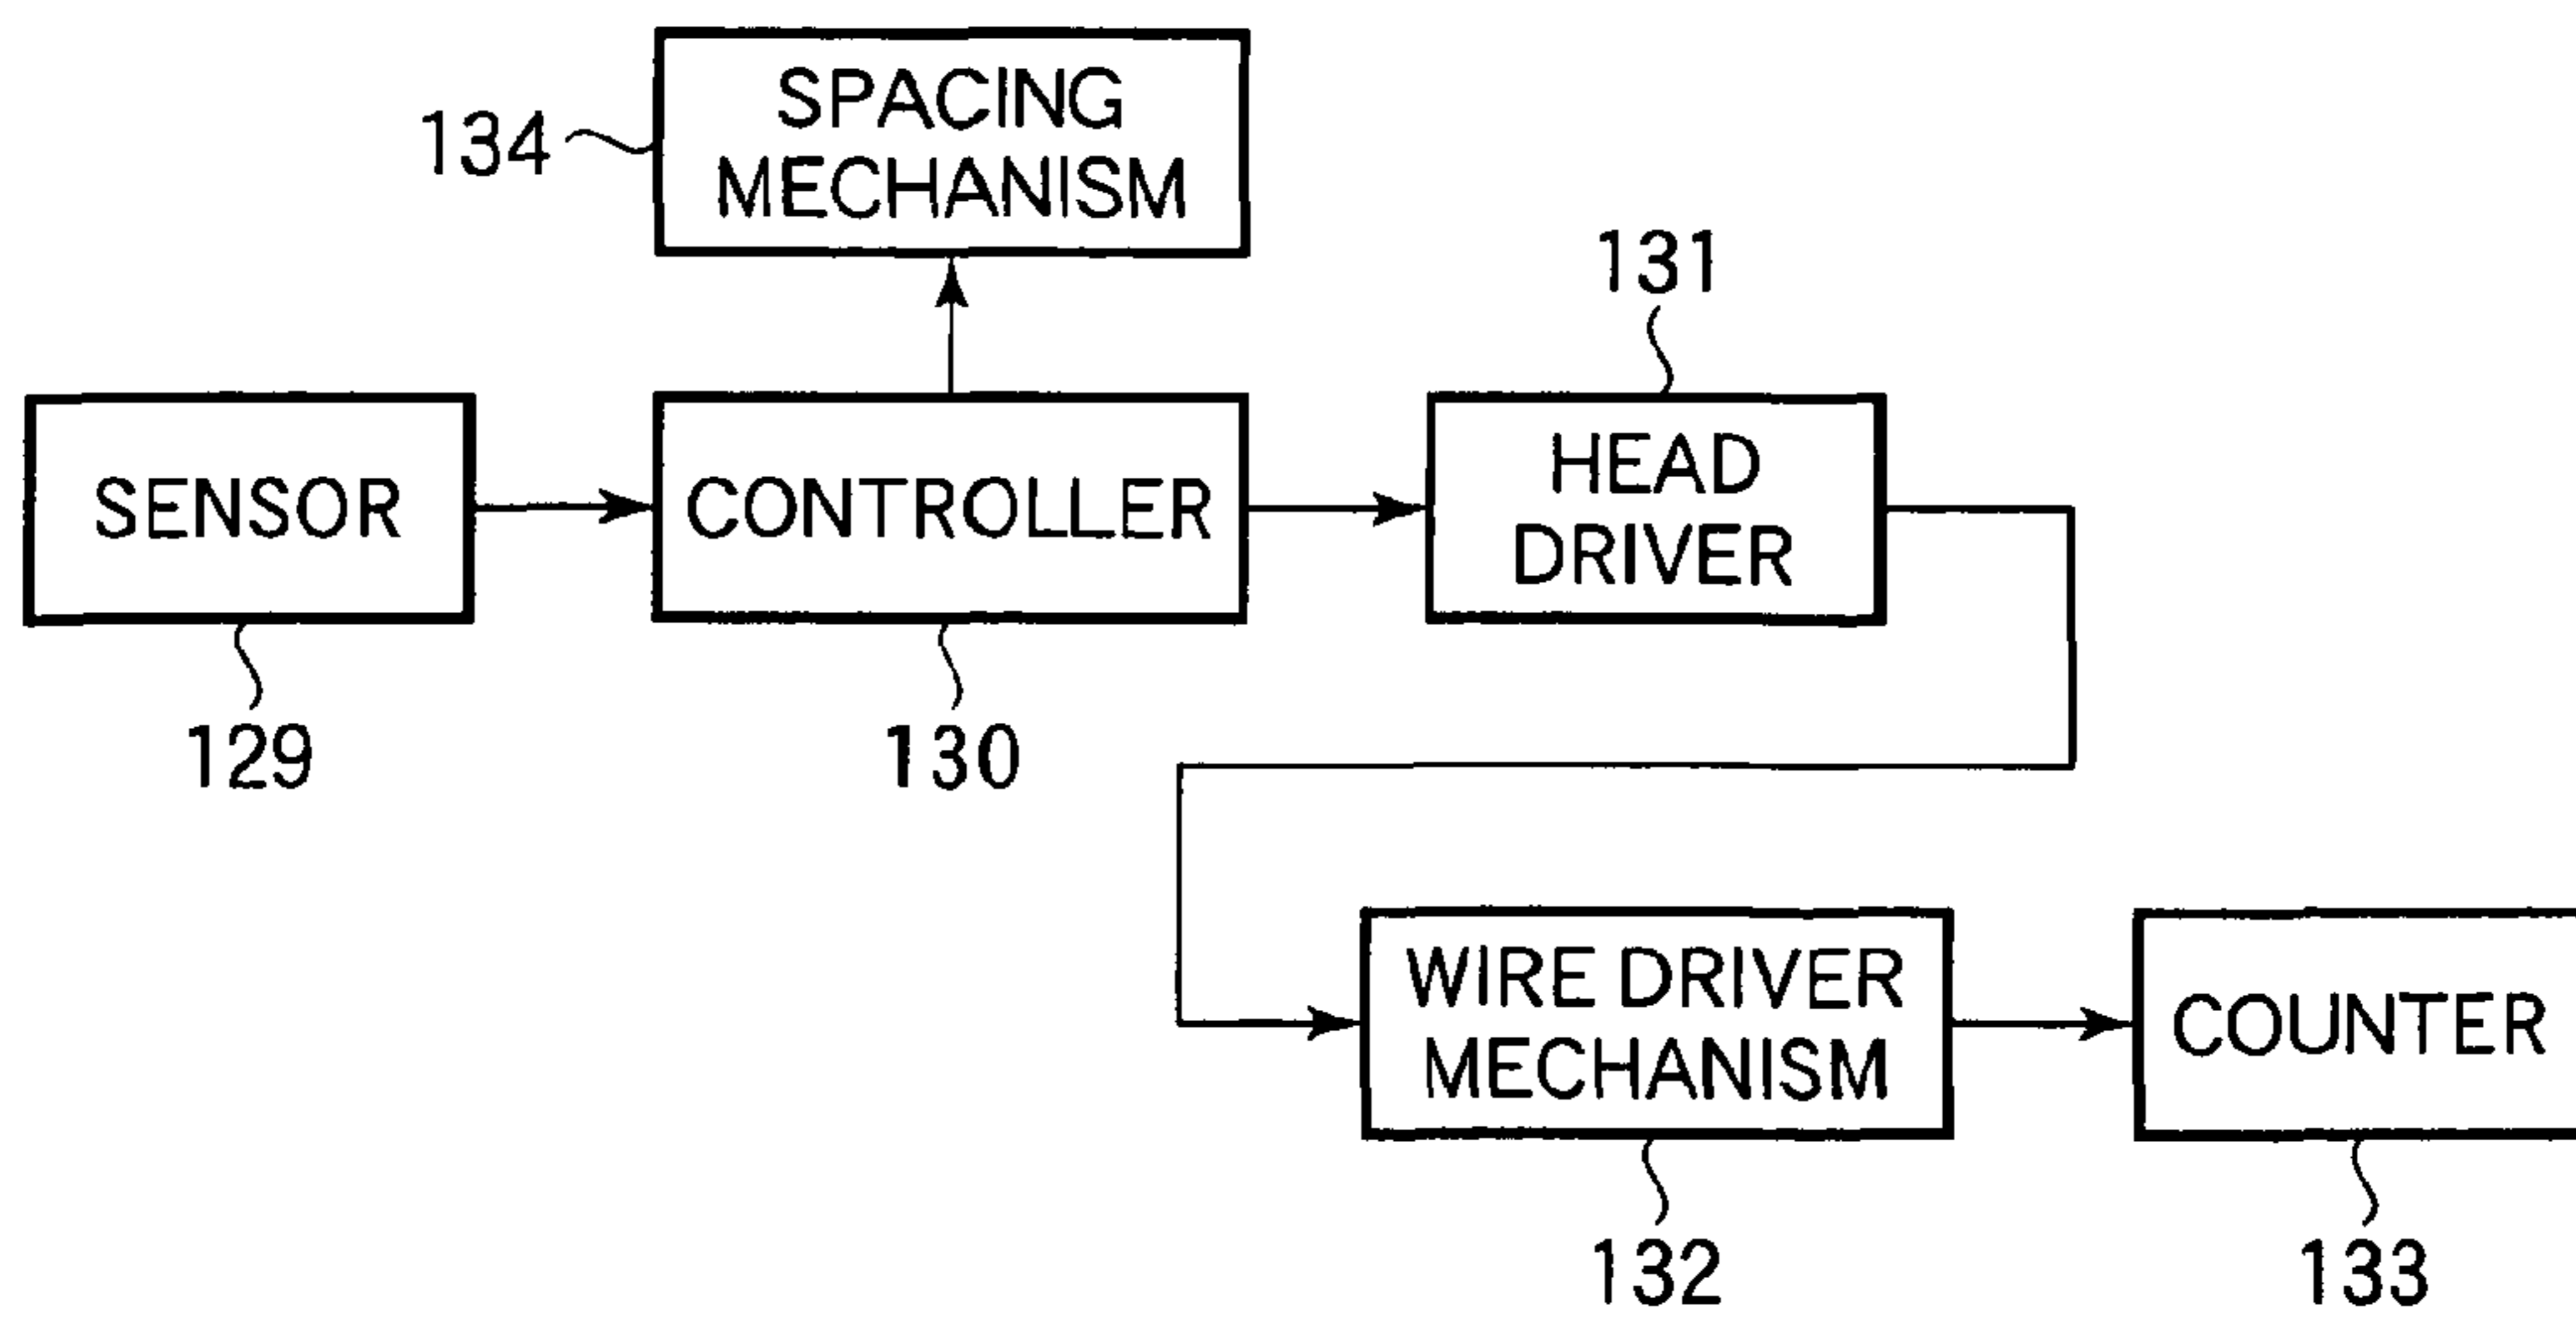 SPACING
MECHANISM
134
131
SENSOR
CONTROLLER
HEAD
DRIVER
129
130
WIRE DRIVER
MECHANISM
COUNTER
132
133